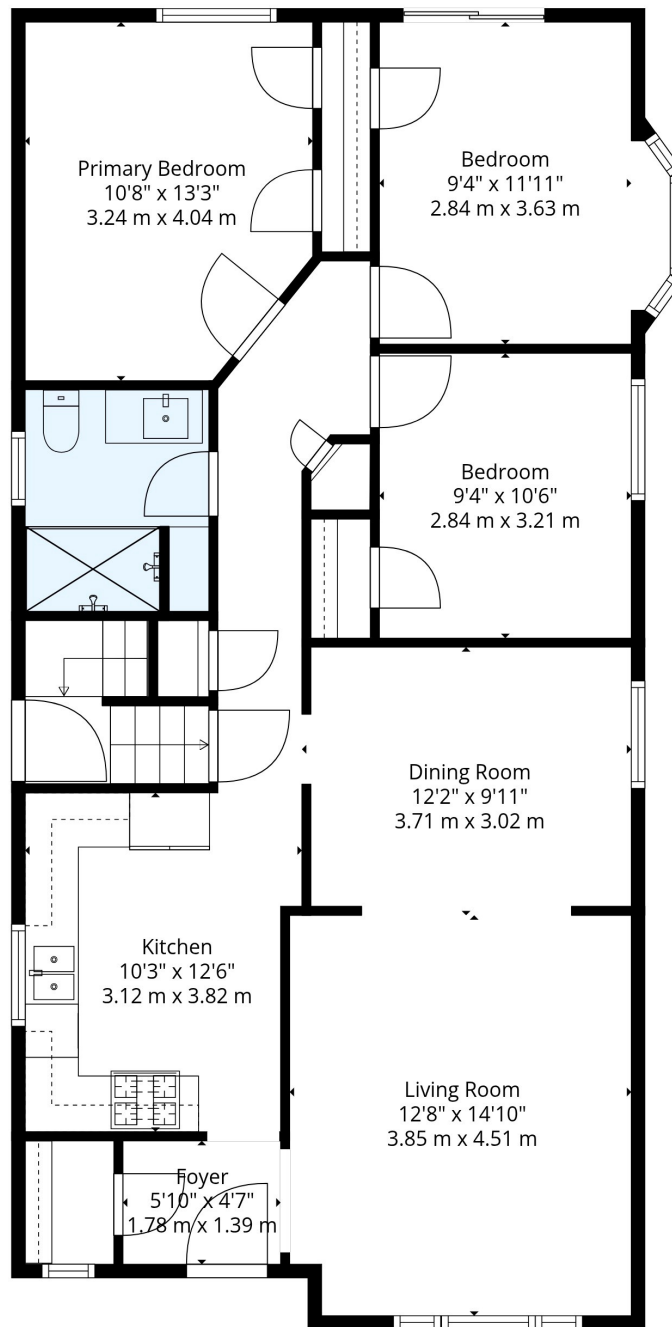 Primary Bedroom
10'8" x 13'3"
3.24 m x 4.04 m
Bedroom
9'4" x 11'11"
2.84 m x 3.63 m
Bedroom
9'4" x 10'6"
2.84 m x 3.21 m
Dining Room
12'2" x 9'11"
3.71 m x 3.02 m
Kitchen
10'3" x 12'6"
3.12 m x 3.82 m
Living Room
12'8" x 14'10"
3.85 m x 4.51 m
Foyer
5'10" x 4'7"
1.78 m x 1.39 m